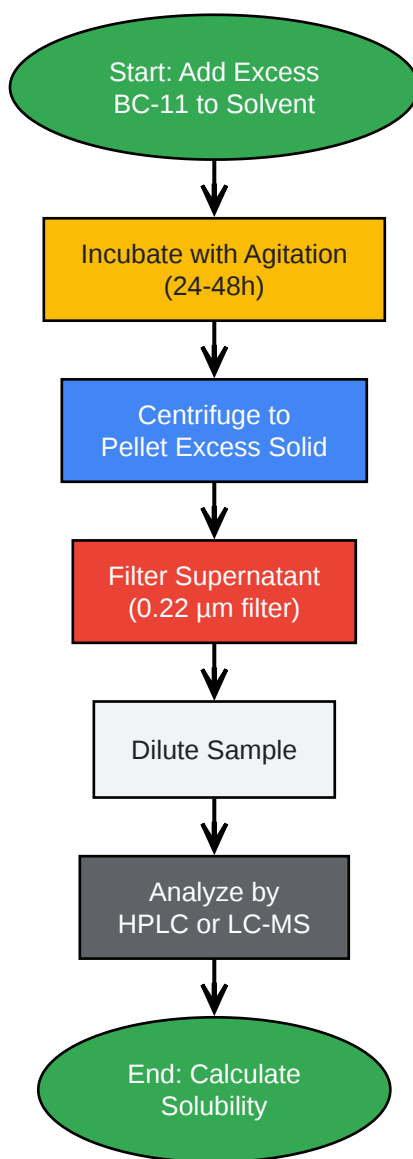 Start: Add Excess
BC-11 to Solvent
Incubate with Agitation
(24-48h)
Centrifuge to
Pellet Excess Solid
Filter Supernatant
(0.22 µm filter)
Dilute Sample
Analyze by
HPLC or LC-MS
End: Calculate
Solubility